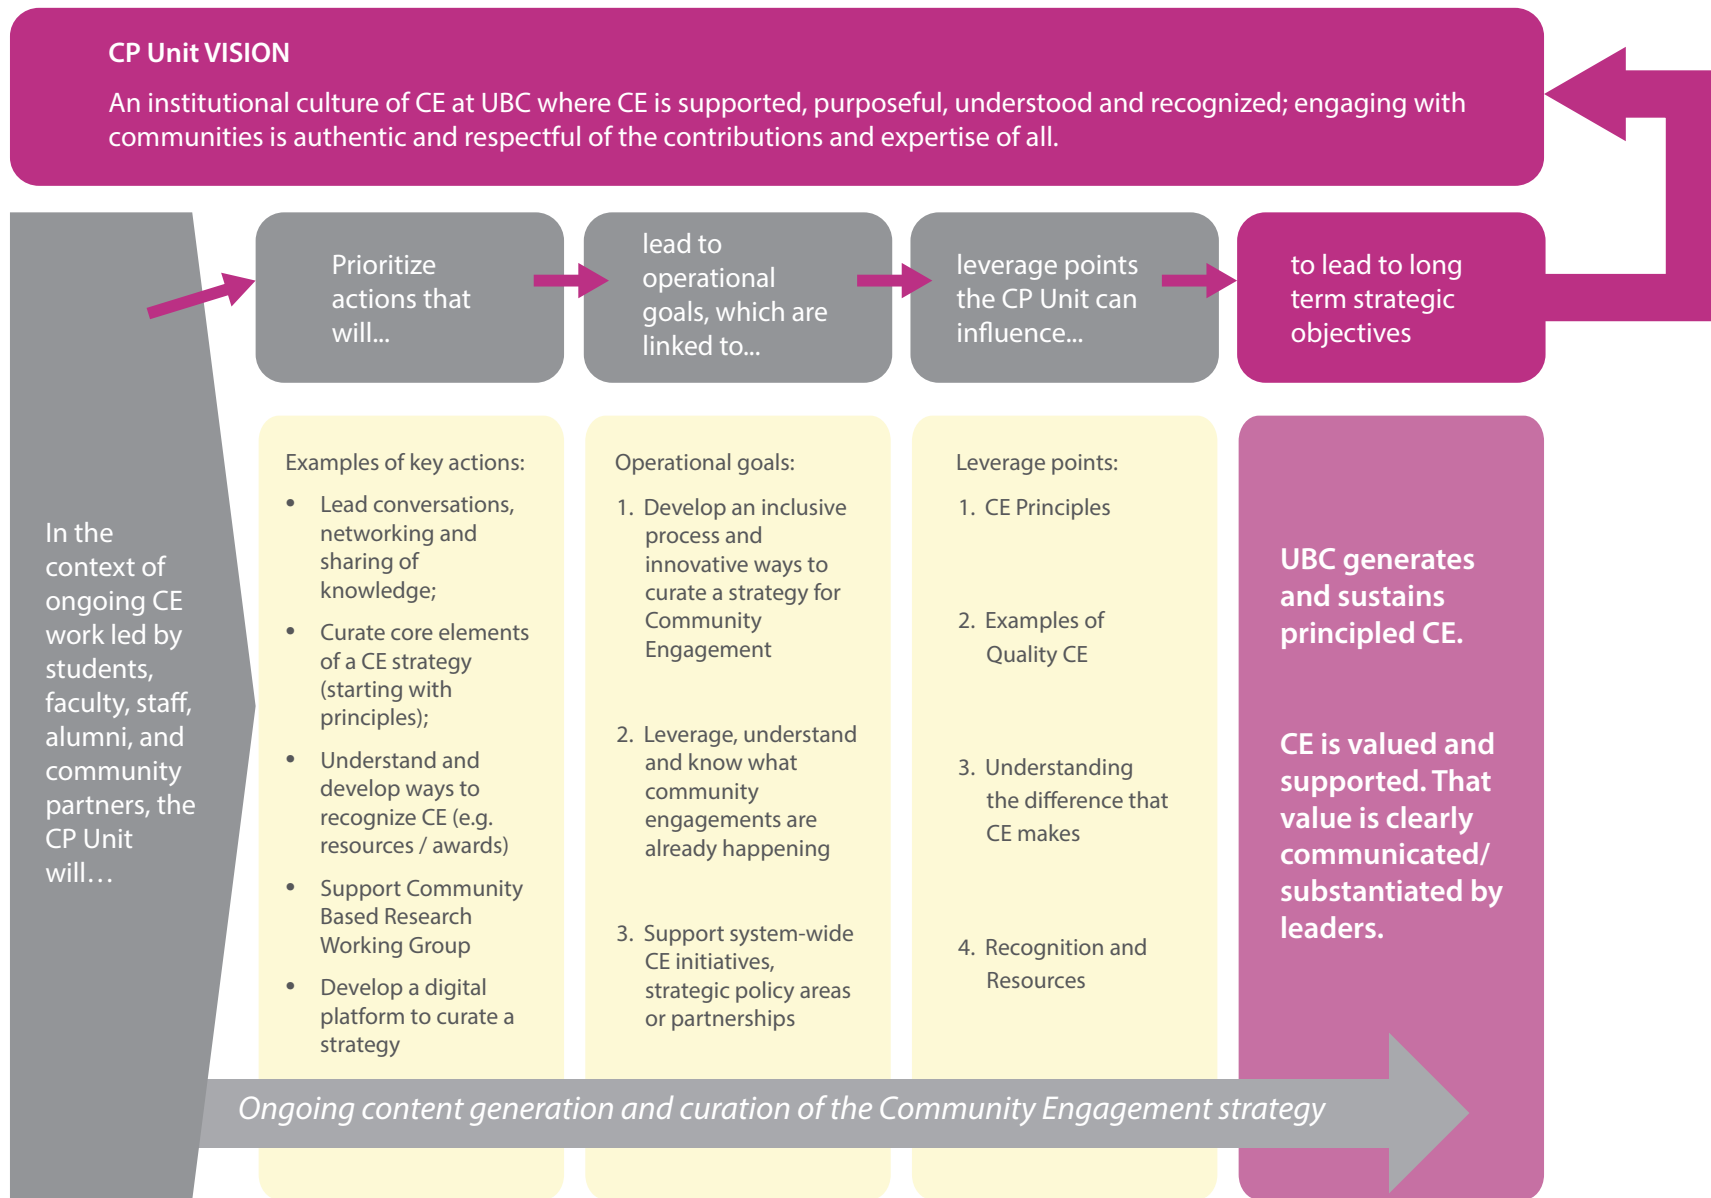 CP Unit VISION
An institutional culture of CE at UBC where CE is supported, purposeful, understood and recognized; engaging with
communities is authentic and respectful of the contributions and expertise of all.
In the
context of
ongoing CE
work led by
students,
faculty, staff,
alumni, and
community
partners, the
CP Unit
will…
Prioritize
actions that
will...
lead to
operational
goals, which are
linked to...
leverage points
the CP Unit can
influence...
to lead to long
term strategic
objectives
Examples of key actions:
• Lead conversations,
networking and
sharing of
knowledge;
• Curate core elements
of a CE strategy
(starting with
principles);
• Understand and
develop ways to
recognize CE (e.g.
resources / awards)
• Support Community
Based Research
Working Group
• Develop a digital
platform to curate a
strategy
Operational goals:
1. Develop an inclusive
process and
innovative ways to
curate a strategy for
Community
Engagement
2. Leverage, understand
and know what
community
engagements are
already happening
3. Support system-wide
CE initiatives,
strategic policy areas
or partnerships
Leverage points:
1. CE Principles
2. Examples of
Quality CE
3. Understanding
the difference that
CE makes
4. Recognition and
Resources
UBC generates
and sustains
principled CE.
CE is valued and
supported. That
value is clearly
communicated/
substantiated by
leaders.
Ongoing content generation and curation of the Community Engagement strategy